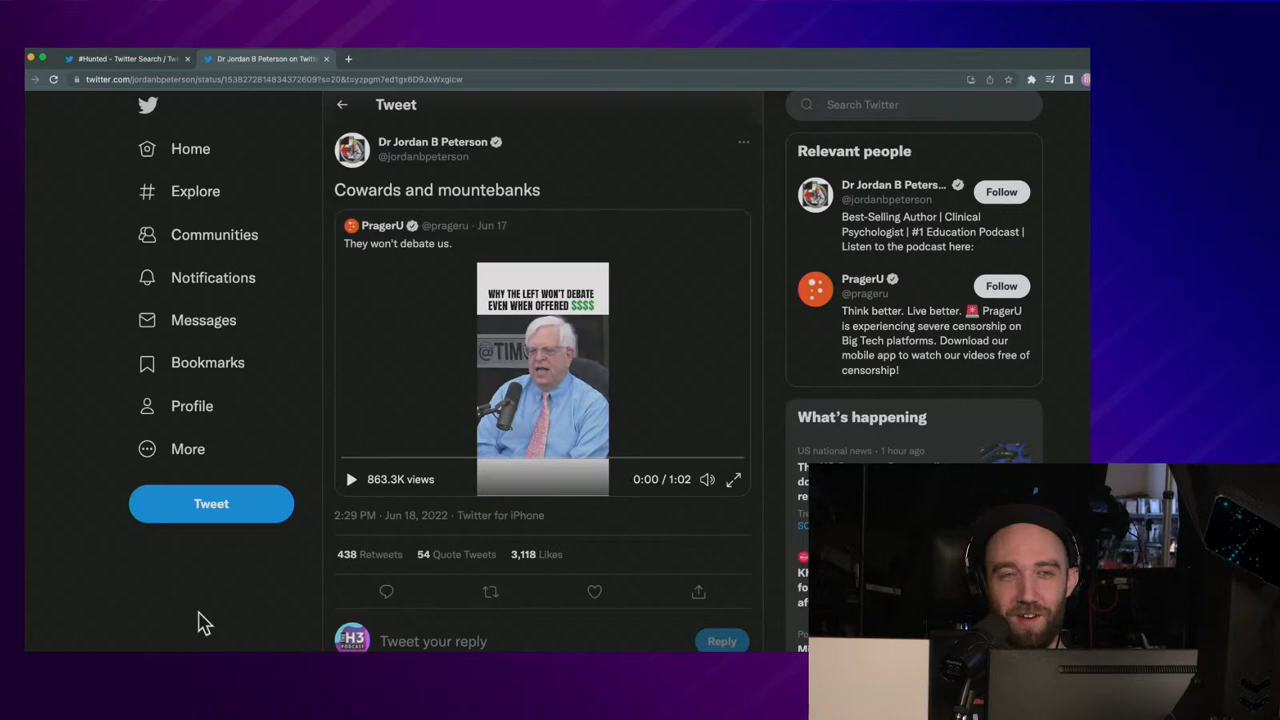 #Hunted - Twitter Search / Twi
Dr Jordan B Peterson on Twitt
twitter.com/jordanbpeterson/status/1538272814834372609?s=20&t=yzpgm7ed1gx6D9JxWxgicw
Home
Explore
Communities
Notifications
Messages
Bookmarks
Profile
More
Tweet
Tweet
Dr Jordan B Peterson
@jordanbpeterson
Cowards and mountebanks
PragerU @prageru · Jun 17
They won't debate us.
WHY THE LEFT WON'T DEBATE
EVEN WHEN OFFERED $$$$
@TIM
863.3K views
0:00 / 1:02
2:29 PM · Jun 18, 2022 · Twitter for iPhone
438 Retweets 54 Quote Tweets 3,118 Likes
H3
PODCAST
Tweet your reply
Reply
Search Twitter
Relevant people
Dr Jordan B Peters...
@jordanbpeterson
Follow
Best-Selling Author | Clinical
Psychologist | #1 Education Podcast |
Listen to the podcast here:
PragerU
@prageru
Follow
Think better. Live better. 🚨 PragerU
is experiencing severe censorship on
Big Tech platforms. Download our
mobile app to watch our videos free of
censorship!
What's happening
US national news · 1 hour ago